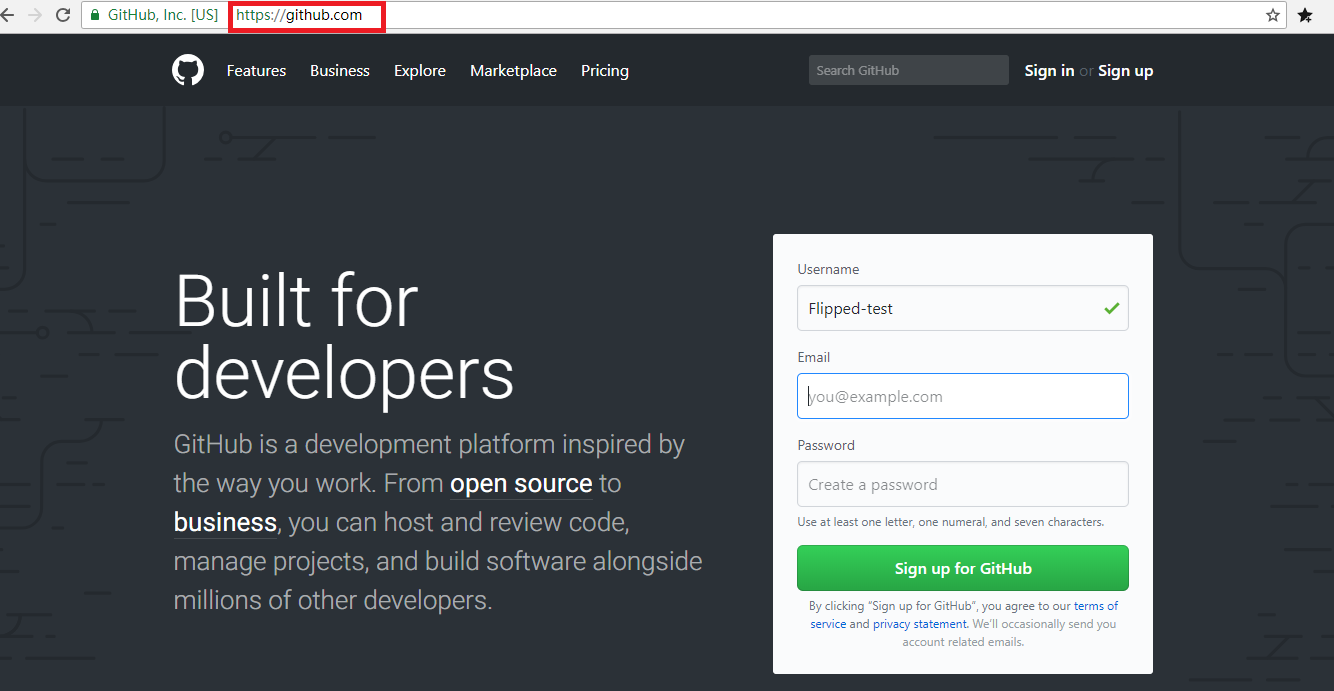 GitHub, Inc. [US] https://github.com
Features Business Explore Marketplace Pricing Search GitHub Sign in or Sign up
Built for
developers
GitHub is a development platform inspired by
the way you work. From open source to
business, you can host and review code,
manage projects, and build software alongside
millions of other developers.
Username
Flipped-test
Email
you@example.com
Password
Create a password
Use at least one letter, one numeral, and seven characters.
Sign up for GitHub
By clicking “Sign up for GitHub”, you agree to our terms of
service and privacy statement. We’ll occasionally send you
account related emails.